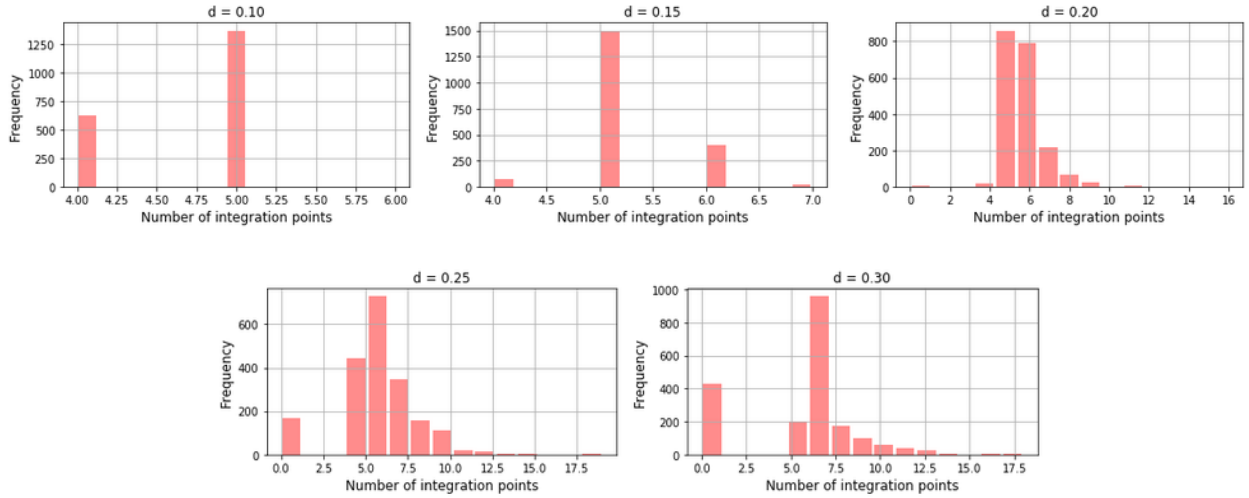 d = 0.10
Frequency
1250
1000
750
500
250
0
4.00 4.25 4.50 4.75 5.00 5.25 5.50 5.75 6.00
Number of integration points
d = 0.15
Frequency
1500
1250
1000
750
500
250
0
4.0 4.5 5.0 5.5 6.0 6.5 7.0
Number of integration points
d = 0.20
Frequency
800
600
400
200
0
0 2 4 6 8 10 12 14 16
Number of integration points
d = 0.25
Frequency
600
400
200
0
0.0 2.5 5.0 7.5 10.0 12.5 15.0 17.5
Number of integration points
d = 0.30
Frequency
1000
800
600
400
200
0
0.0 2.5 5.0 7.5 10.0 12.5 15.0 17.5
Number of integration points